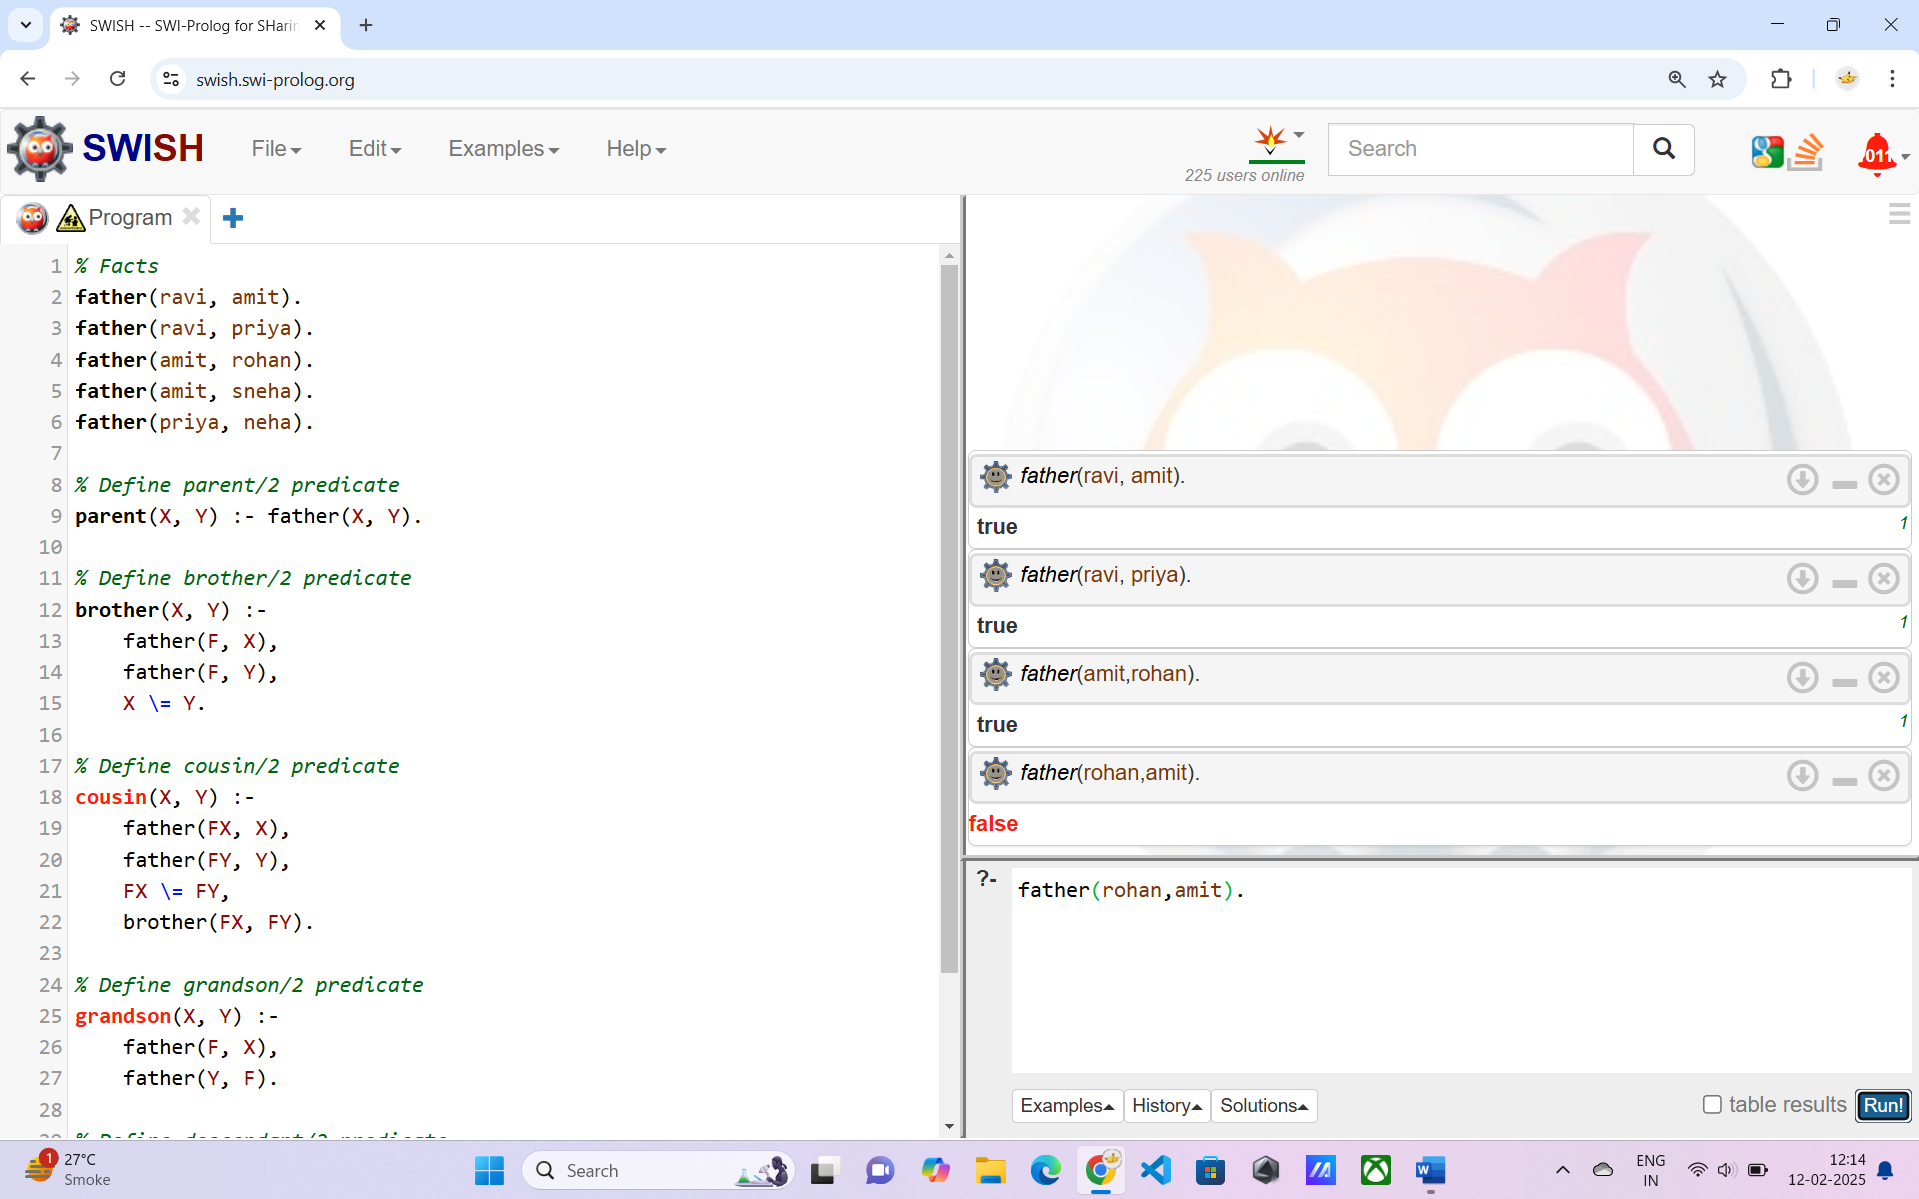 SWISH -- SWI-Prolog for SHarin
swish.swi-prolog.org
SWISH
File
Edit
Examples
Help
225 users online
Search
Program
1 % Facts
2 father(ravi, amit).
3 father(ravi, priya).
4 father(amit, rohan).
5 father(amit, sneha).
6 father(priya, neha).
7
8 % Define parent/2 predicate
9 parent(X, Y) :- father(X, Y).
10
11 % Define brother/2 predicate
12 brother(X, Y) :-
13 father(F, X),
14 father(F, Y),
15 X \= Y.
16
17 % Define cousin/2 predicate
18 cousin(X, Y) :-
19 father(FX, X),
20 father(FY, Y),
21 FX \= FY,
22 brother(FX, FY).
23
24 % Define grandson/2 predicate
25 grandson(X, Y) :-
26 father(F, X),
27 father(Y, F).
28
father(ravi, amit).
true
1
father(ravi, priya).
true
1
father(amit,rohan).
true
1
father(rohan,amit).
false
?- father(rohan,amit).
Examples
History
Solutions
table results
Run!
1
27°C
Smoke
Search
ENG
IN
12:14
12-02-2025